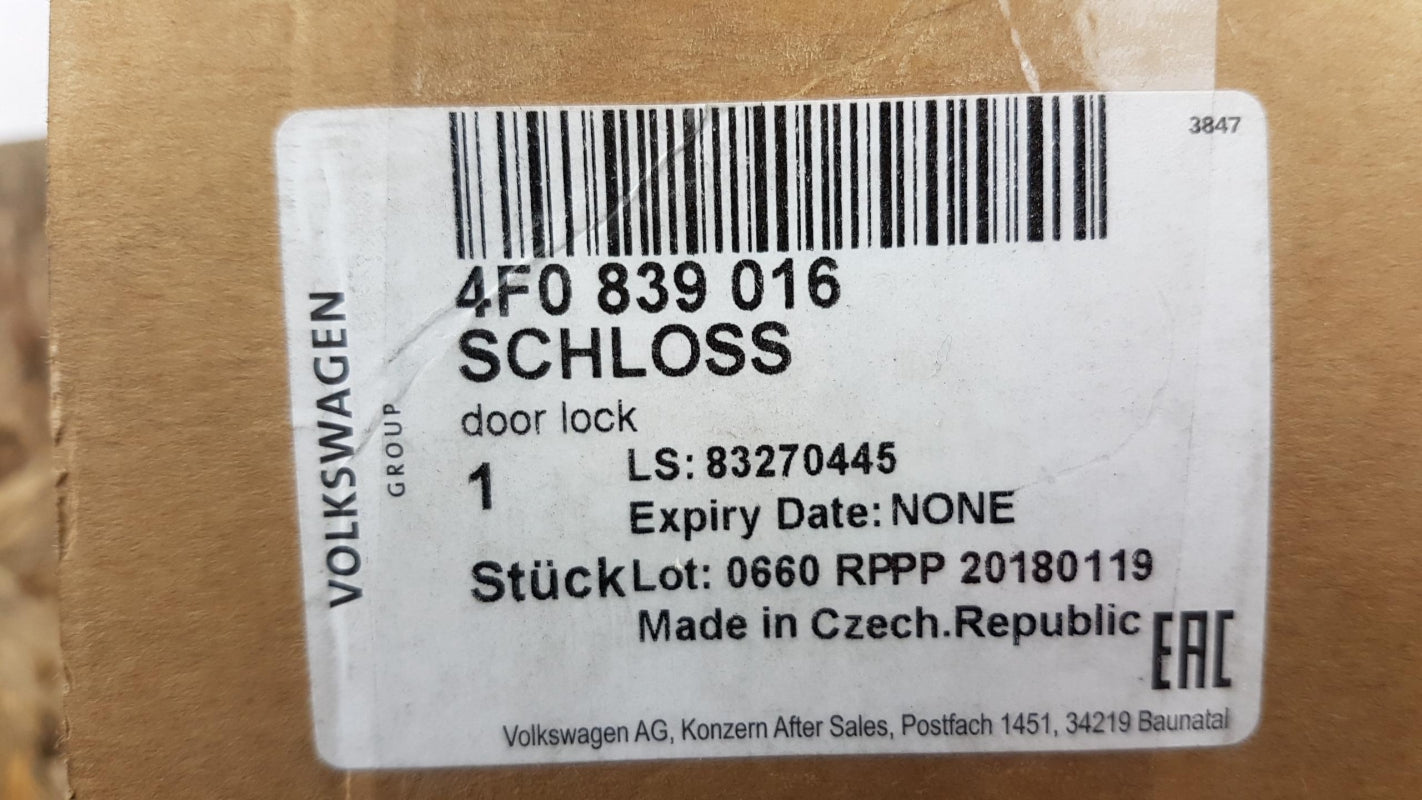 3847
4F0 839 016
SCHLOSS
door lock
1
LS: 83270445
Expiry Date: NONE
Stück
Lot: 0660 RPPP 20180119
Made in Czech.Republic
EAC
Volkswagen AG, Konzern After Sales, Postfach 1451, 34219 Baunatal
VOLKSWAGEN
GROUP